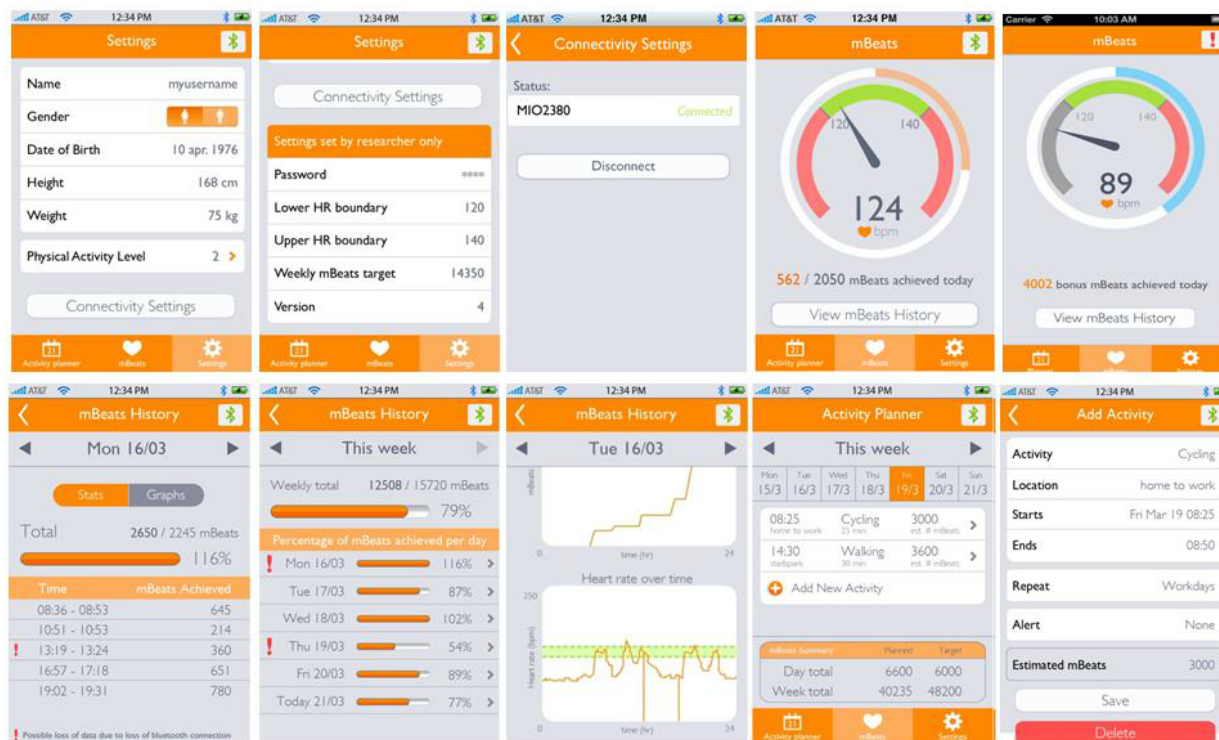 AT&T 12:34 PM
Settings
Name myusername
Gender
Date of Birth 10 apr. 1976
Height 168 cm
Weight 75 kg
Physical Activity Level 2
Connectivity Settings
Activity planner mBeats Settings
AT&T 12:34 PM
Settings
Connectivity Settings
Settings set by researcher only
Password ****
Lower HR boundary 120
Upper HR boundary 140
Weekly mBeats target 14350
Version 4
Activity planner mBeats Settings
AT&T 12:34 PM
Connectivity Settings
Status:
MIO2380 Connected
Disconnect
AT&T 12:34 PM
mBeats
120 140
124
bpm
562 / 2050 mBeats achieved today
View mBeats History
Activity planner mBeats Settings
Carrier 10:03 AM
mBeats
120 140
89
bpm
4002 bonus mBeats achieved today
View mBeats History
AT&T 12:34 PM
mBeats History
Mon 16/03
Stats Graphs
Total 2650 / 2245 mBeats
116%
Time mBeats Achieved
08:36 - 08:53 645
10:51 - 10:53 214
! 13:19 - 13:24 360
16:57 - 17:18 651
19:02 - 19:31 780
! Possible loss of data due to loss of bluetooth connection
AT&T 12:34 PM
mBeats History
This week
Weekly total 12508 / 15720 mBeats
79%
Percentage of mBeats achieved per day
! Mon 16/03 116%
Tue 17/03 87%
Wed 18/03 102%
! Thu 19/03 54%
Fri 20/03 89%
Today 21/03 77%
AT&T 12:34 PM
mBeats History
Tue 16/03
mBeats
0 time (hr) 24
Heart rate over time
250
Heart rate (bpm)
0 time (hr) 24
AT&T 12:34 PM
Activity Planner
This week
Mon Tue Wed Thu Fri Sat Sun
15/3 16/3 17/3 18/3 19/3 20/3 21/3
08:25 Cycling 3000
home to work 25 min est. # mBeats
14:30 Walking 3600
stadspark 30 min est. # mBeats
Add New Activity
mBeats Summary Planned Target
Day total 6600 6000
Week total 40235 48200
Activity planner mBeats Settings
AT&T 12:34 PM
Add Activity
Activity Cycling
Location home to work
Starts Fri Mar 19 08:25
Ends 08:50
Repeat Workdays
Alert None
Estimated mBeats 3000
Save
Delete